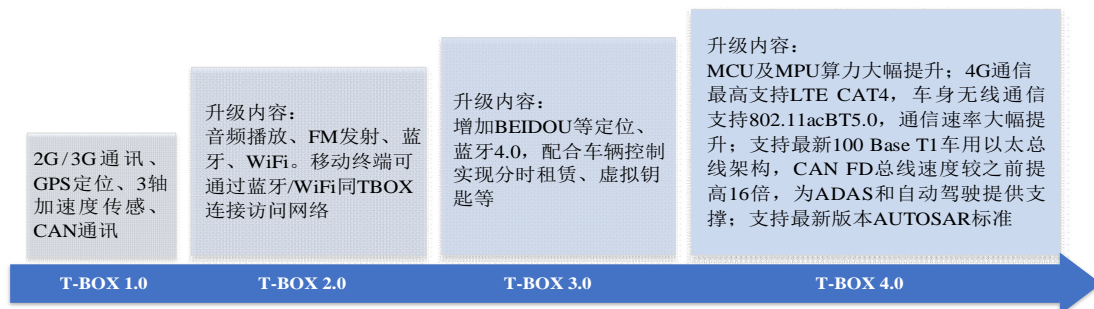 2G/3G通讯、
GPS定位、3轴
加速度传感、
CAN通讯
升级内容：
音频播放、FM发射、蓝
牙、WiFi。移动终端可
通过蓝牙/WiFi同TBOX
连接访问网络
升级内容：
增加BEIDOU等定位、
蓝牙4.0，配合车辆控制
实现分时租赁、虚拟钥
匙等
升级内容：
MCU及MPU算力大幅提升；4G通信
最高支持LTE CAT4，车身无线通信
支持802.11acBT5.0，通信速率大幅提
升；支持最新100 Base T1车用以太总
线架构，CAN FD总线速度较之前提
高16倍，为ADAS和自动驾驶提供支
撑；支持最新版本AUTOSAR标准
T-BOX 1.0
T-BOX 2.0
T-BOX 3.0
T-BOX 4.0